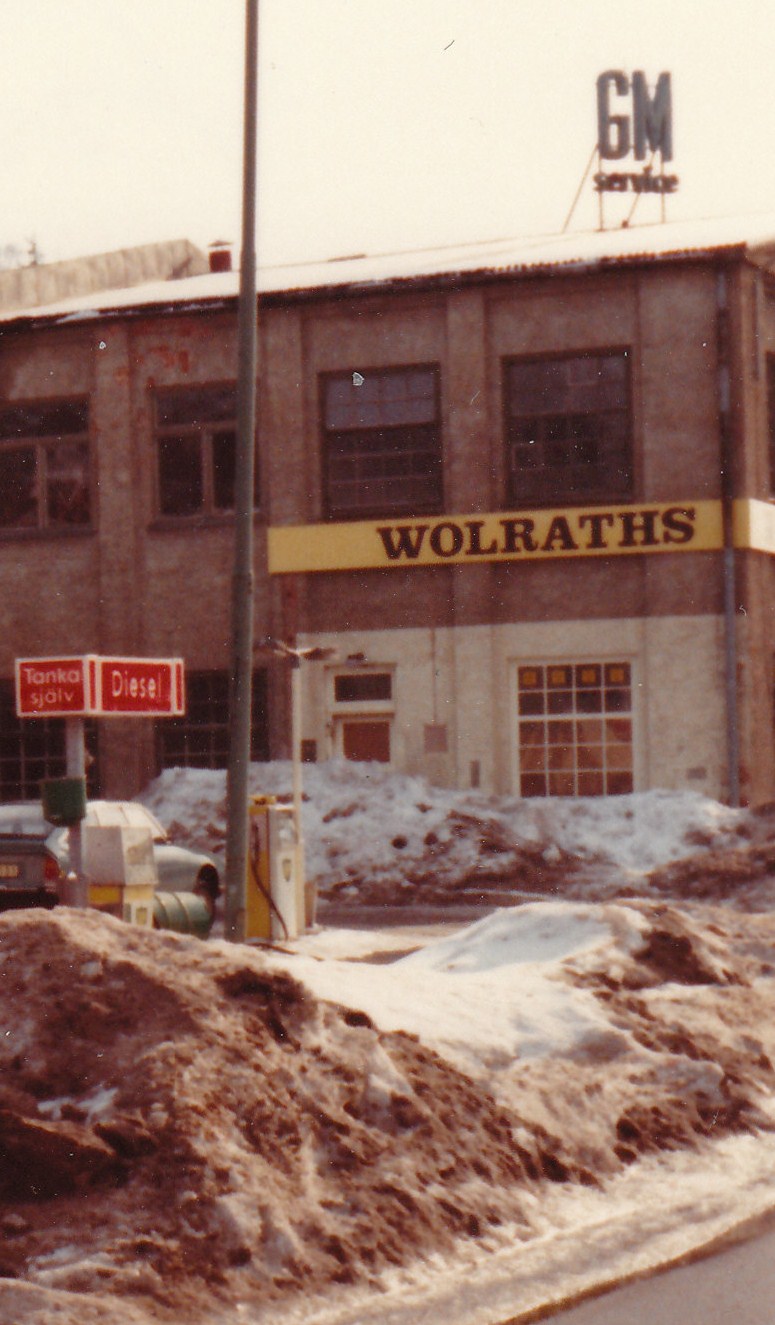 GM
service
WOLRATHS
Tanka
själv
Diesel